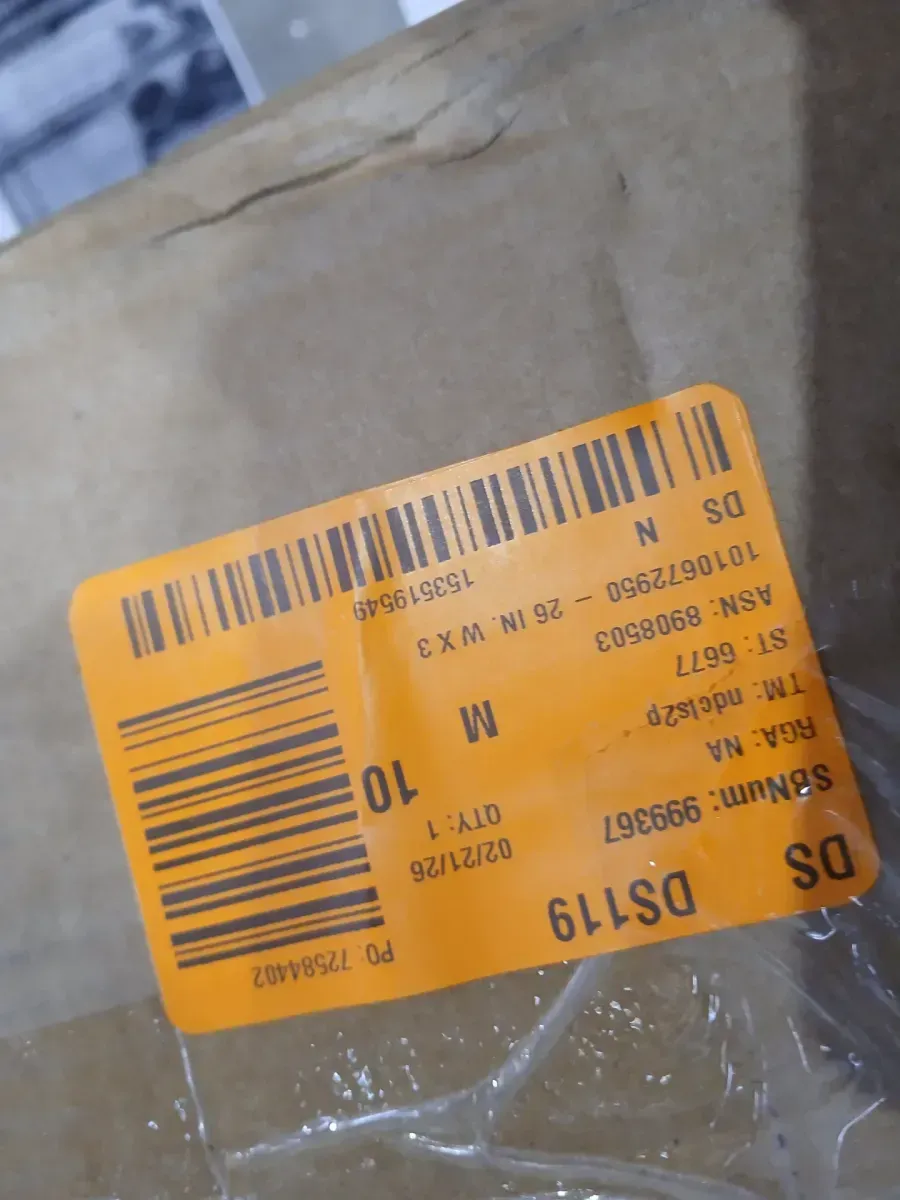 DS DS119 PO: 72584402
SBNum: 999367 02/21/26
RGA: NA QTY: 1
TM: ndcls2p 10
ST: 6677 M
ASN: 8908503
1010672950 – 26 IN. W X 3
DS N 153519549